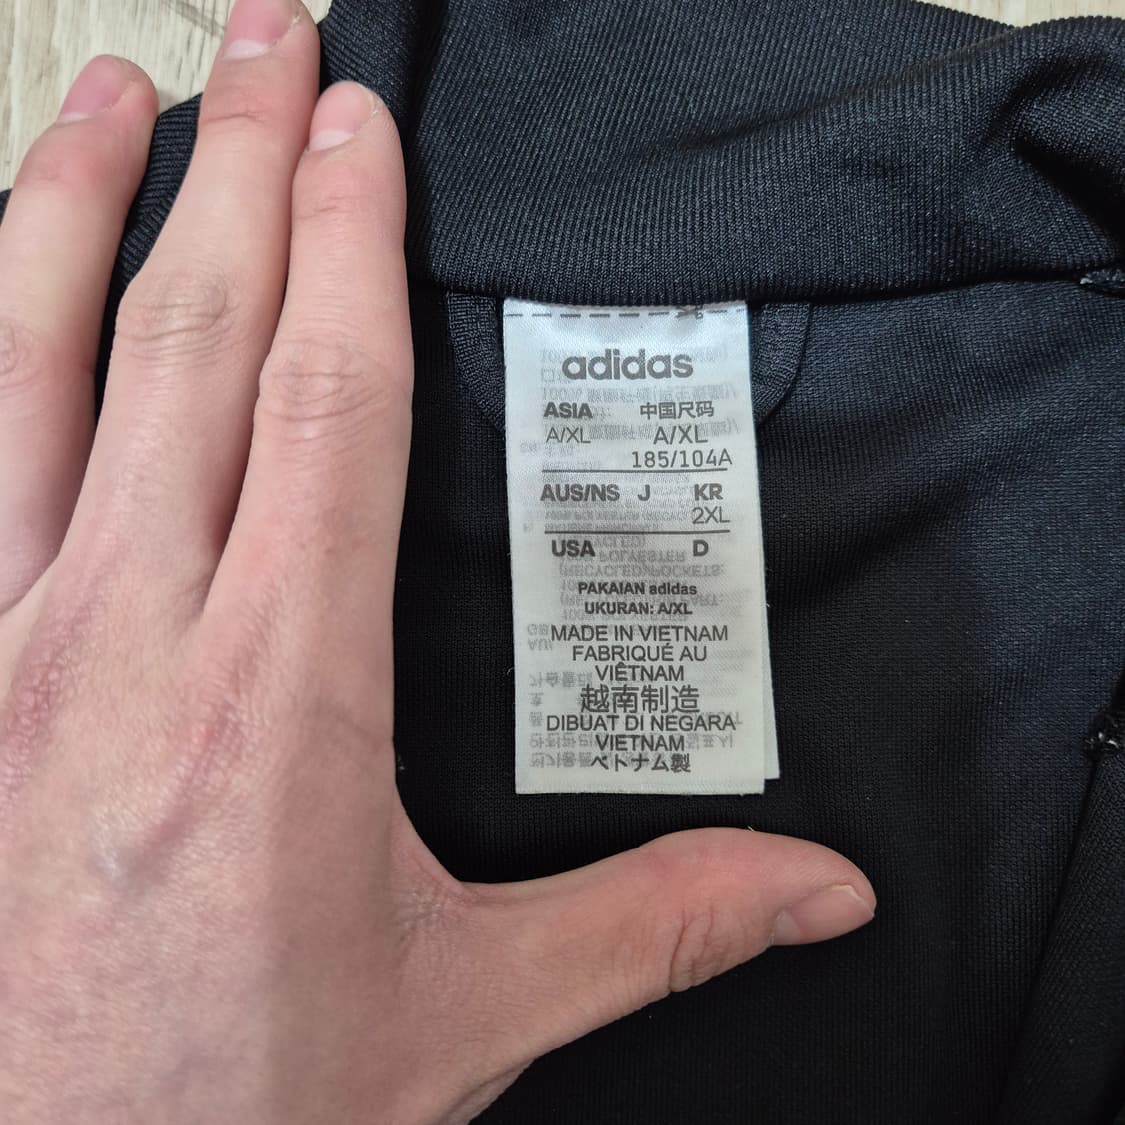 adidas
ASIA 中国尺码
A/XL A/XL
185/104A
AUS/NS J KR
2XL
USA D
PAKAIAN adidas
UKURAN: A/XL
MADE IN VIETNAM
FABRIQUÉ AU
VIÊTNAM
越南制造
DIBUAT DI NEGARA
VIETNAM
ベトナム製